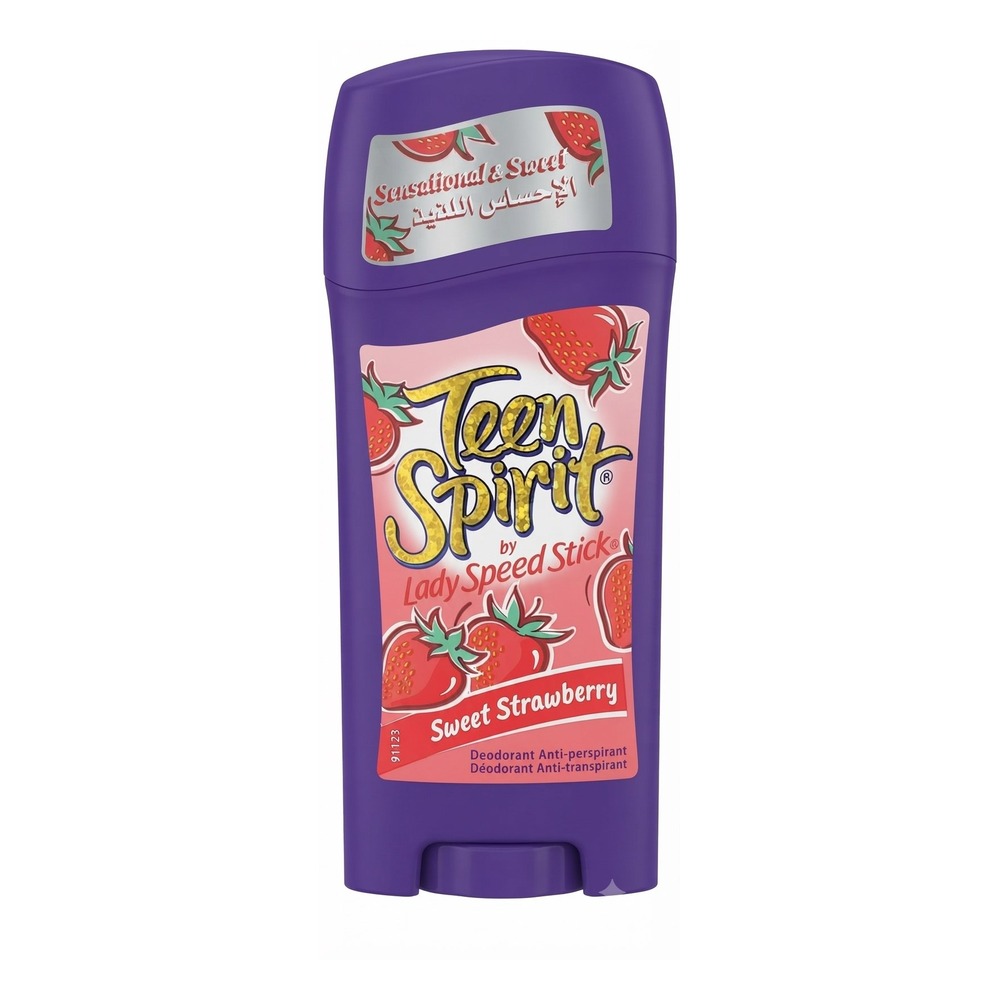 Sensational & Sweet
الإحساس اللذيذ
Teen
Spirit®
by
Lady Speed Stick®
Sweet Strawberry
91123
Deodorant Anti-perspirant
Déodorant Anti-transpirant